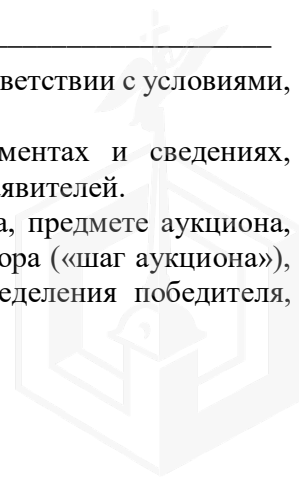 ветствии с условиями,
ментах и сведениях,
явителей.
а, предмете аукциона,
ора («шаг аукциона»),
еделения победителя,